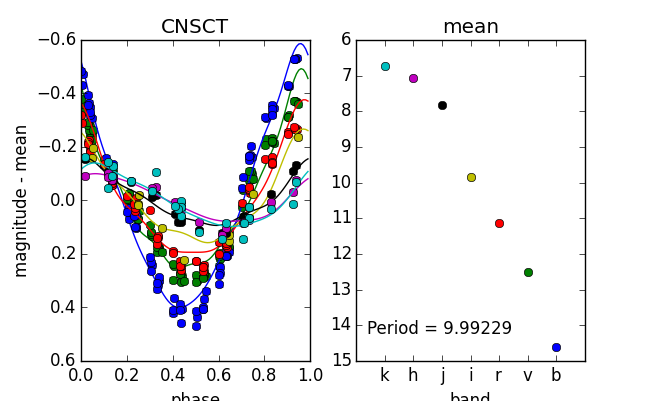 CNSCT
mean
−0.6
−0.4
−0.2
0.0
0.2
0.4
0.6
magnitude - mean
0.0 0.2 0.4 0.6 0.8 1.0
phase
6
7
8
9
10
11
12
13
14
15
Period = 9.99229
k h j i r v b
band